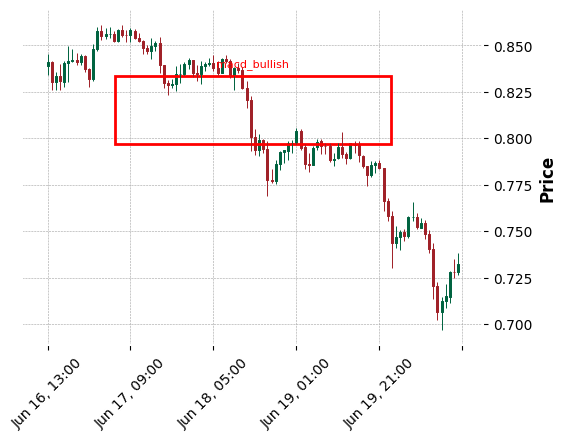 macd_bullish
0.850
0.825
0.800
0.775
0.750
0.725
0.700
Price
Jun 16, 13:00
Jun 17, 09:00
Jun 18, 05:00
Jun 19, 01:00
Jun 19, 21:00